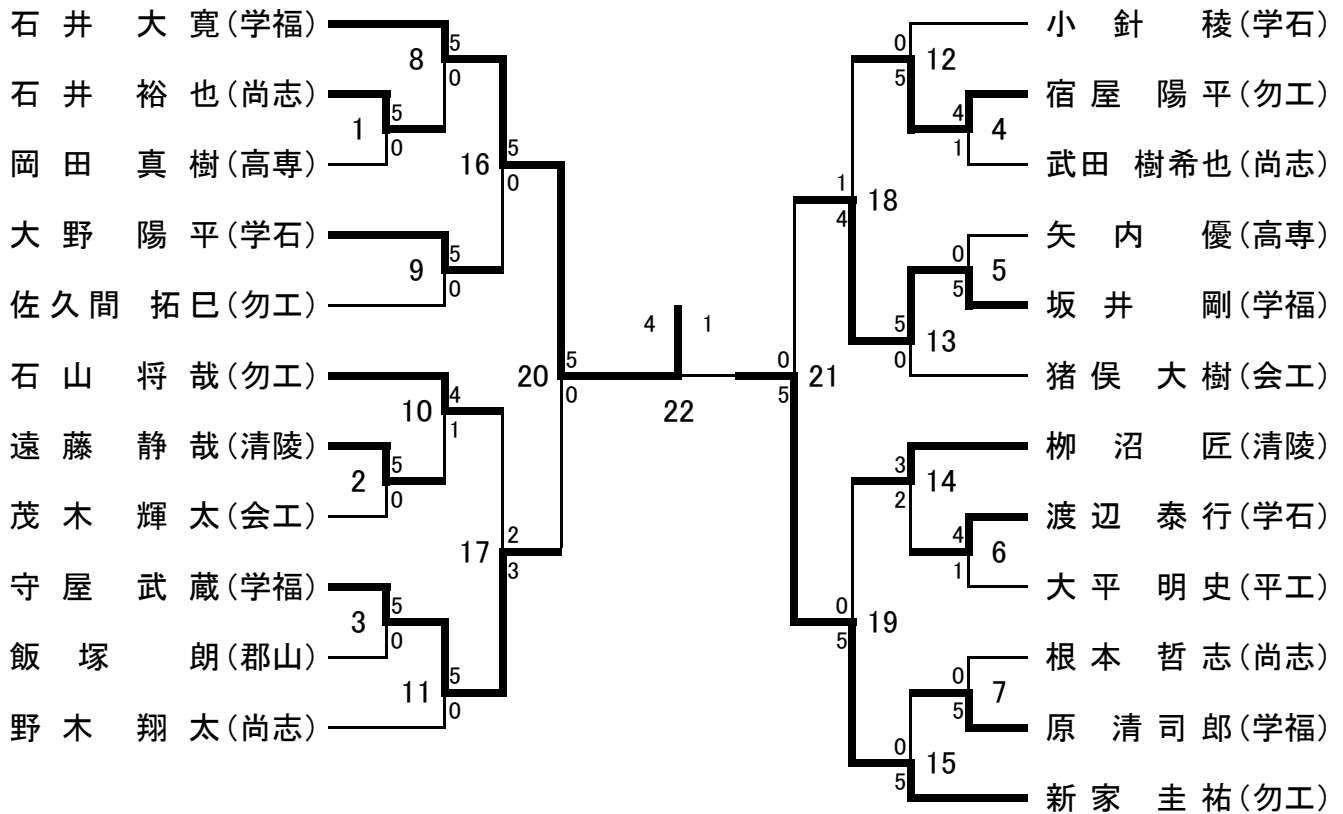 石井 大寛(学福)
石井 裕也(尚志)
岡田 真樹(高専)
大野 陽平(学石)
佐久間 拓巳(勿工)
石山 将哉(勿工)
遠藤 静哉(清陵)
茂木 輝太(会工)
守屋 武蔵(学福)
飯塚 朗(郡山)
野木 翔太(尚志)
8
5
0
1
5
0
16
5
0
9
5
0
20
5
0
10
4
1
2
5
0
17
2
3
3
5
0
11
5
0
4
1
22
0
12
5
4
4
1
1
18
4
0
5
5
5
13
0
0
21
5
3
14
2
4
6
1
0
19
5
0
7
5
0
15
5
小針 稜(学石)
宿屋 陽平(勿工)
武田 樹希也(尚志)
矢内 優(高専)
坂井 剛(学福)
猪俣 大樹(会工)
栁沼 匠(清陵)
渡辺 泰行(学石)
大平 明史(平工)
根本 哲志(尚志)
原 清司郎(学福)
新家 圭祐(勿工)